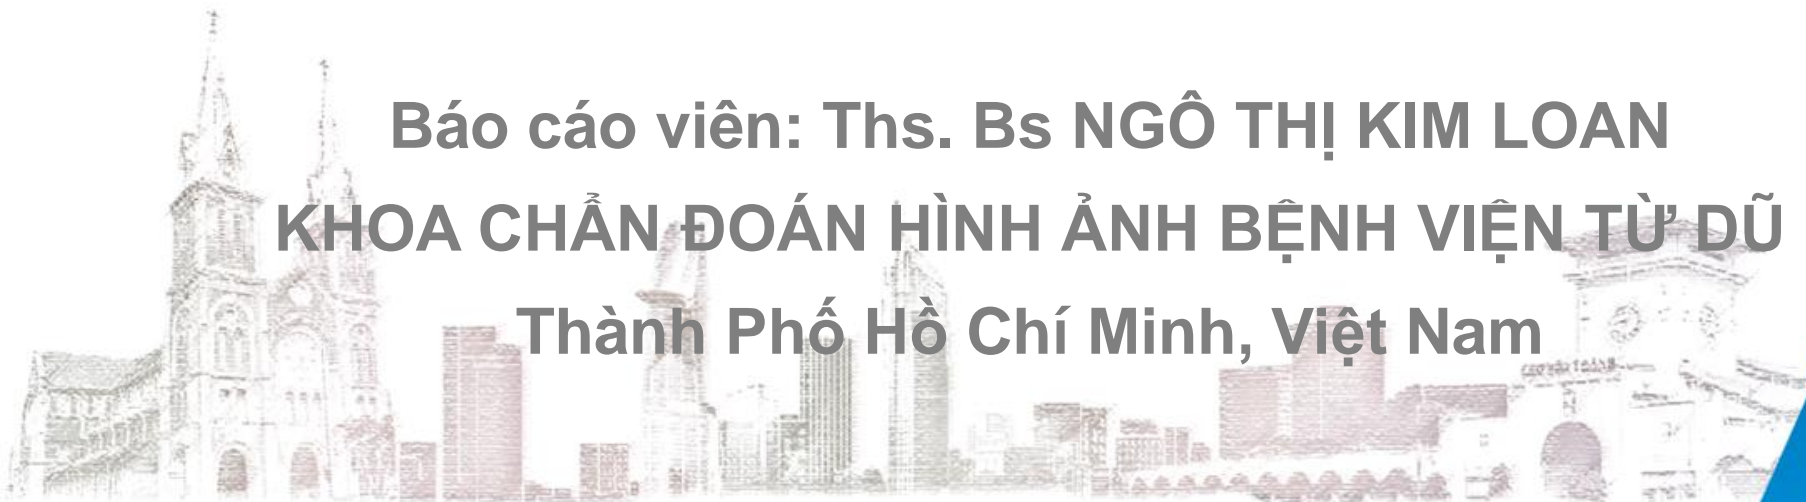 Báo cáo viên: Ths. Bs NGÔ THỊ KIM LOAN
KHOA CHẨN ĐOÁN HÌNH ẢNH BỆNH VIỆN TỪ DŨ
Thành Phố Hồ Chí Minh, Việt Nam